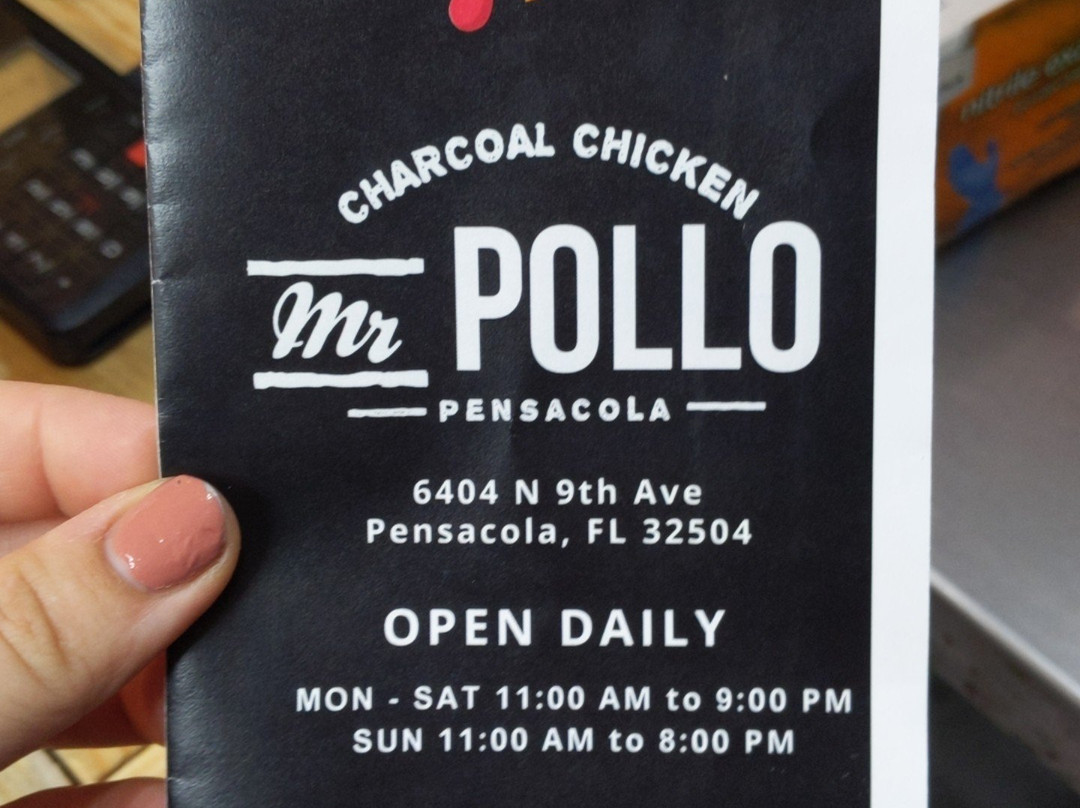 CHARCOAL CHICKEN
Mr POLLO
PENSACOLA
6404 N 9th Ave
Pensacola, FL 32504
OPEN DAILY
MON - SAT 11:00 AM to 9:00 PM
SUN 11:00 AM to 8:00 PM
nitrile